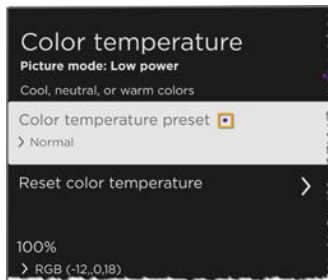 Color temperature
Picture mode: Low power
Cool, neutral, or warm colors
Color temperature preset
> Normal
Reset color temperature >
100%
> RGB (-12,,0,18)